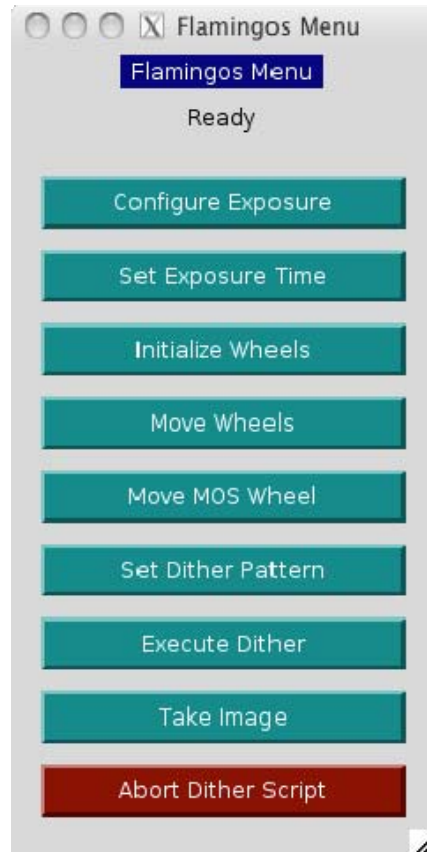 X Flamingos Menu
Flamingos Menu
Ready
Configure Exposure
Set Exposure Time
Initialize Wheels
Move Wheels
Move MOS Wheel
Set Dither Pattern
Execute Dither
Take Image
Abort Dither Script